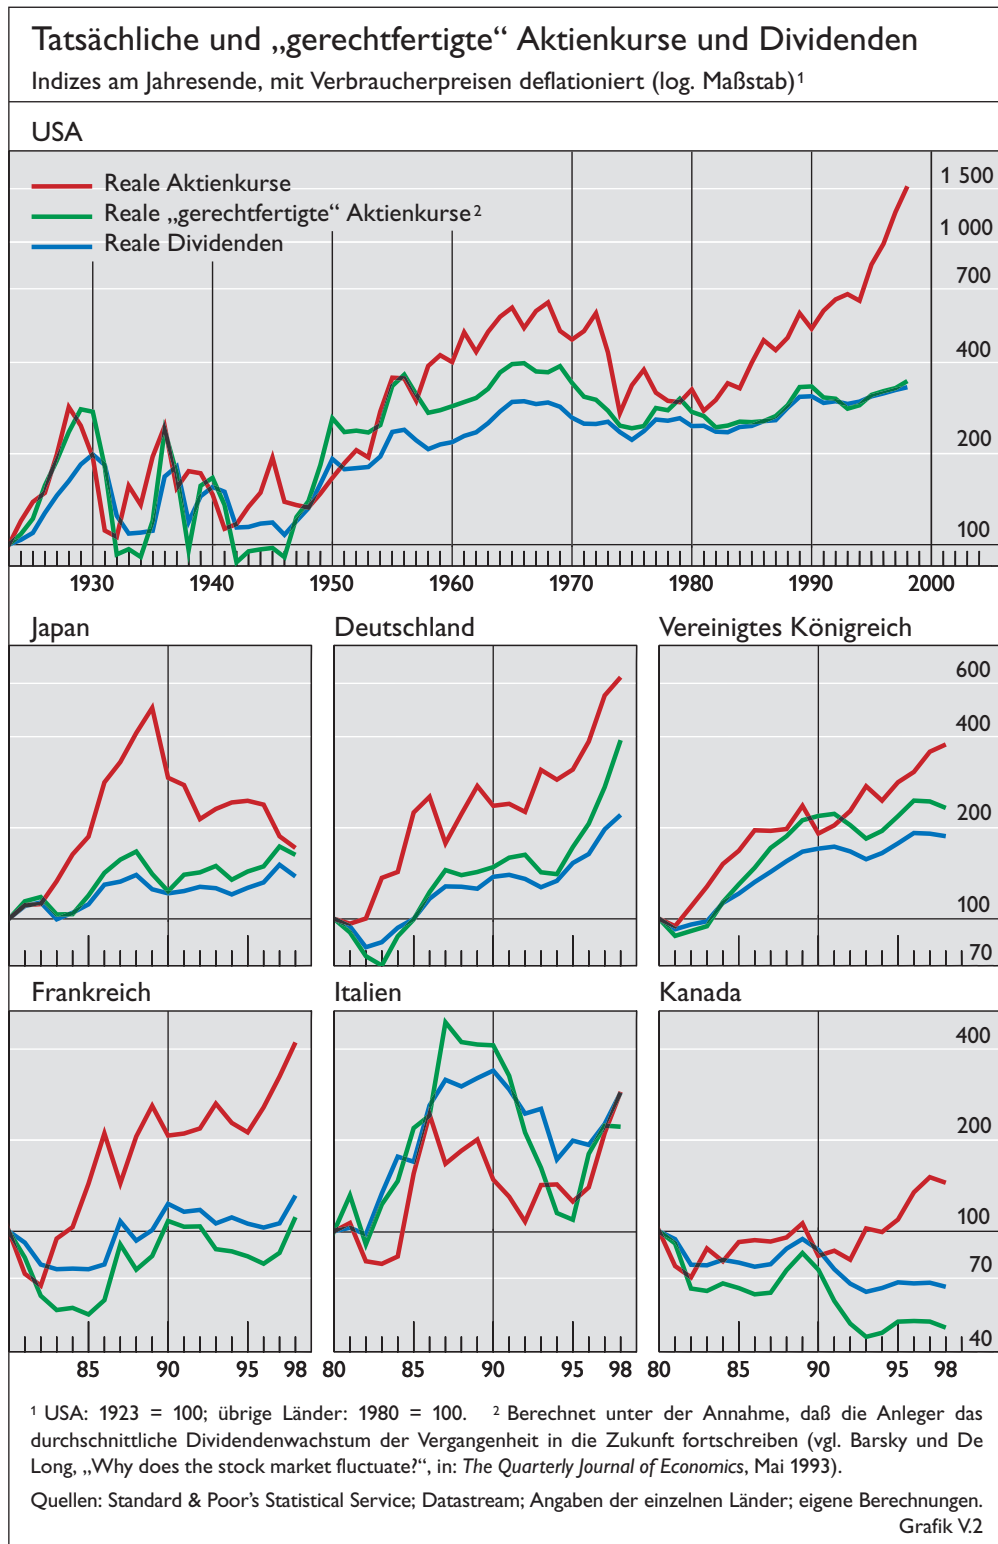 Tatsächliche und „gerechtfertigte“ Aktienkurse und Dividenden
Indizes am Jahresende, mit Verbraucherpreisen deflationiert (log. Maßstab)¹
USA
Reale Aktienkurse
Reale „gerechtfertigte“ Aktienkurse²
Reale Dividenden
1 500
1 000
700
400
200
100
1930 1940 1950 1960 1970 1980 1990 2000
Japan Deutschland Vereinigtes Königreich
600
400
200
100
70
Frankreich Italien Kanada
400
200
100
70
40
85 90 95 98 80 85 90 95 98 80 85 90 95 98
¹ USA: 1923 = 100; übrige Länder: 1980 = 100. ² Berechnet unter der Annahme, daß die Anleger das
durchschnittliche Dividendenwachstum der Vergangenheit in die Zukunft fortschreiben (vgl. Barsky und De
Long, „Why does the stock market fluctuate?“, in: The Quarterly Journal of Economics, Mai 1993).
Quellen: Standard & Poor’s Statistical Service; Datastream; Angaben der einzelnen Länder; eigene Berechnungen.
Grafik V.2